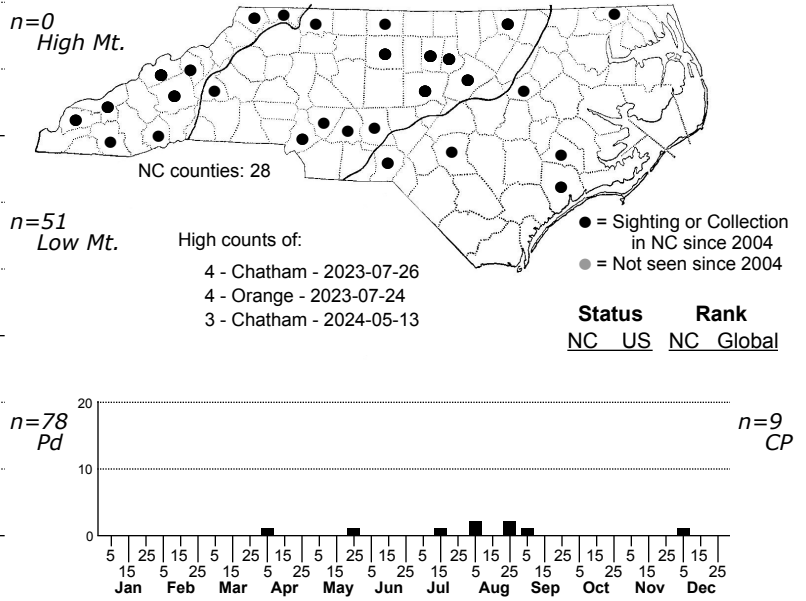 n=0
High Mt.
NC counties: 28
n=51
Low Mt.
High counts of:
4 - Chatham - 2023-07-26
4 - Orange - 2023-07-24
3 - Chatham - 2024-05-13
● = Sighting or Collection
in NC since 2004
● = Not seen since 2004
Status Rank
NC US NC Global
n=78
Pd
n=9
CP
20
10
0
5 25 15 5 25 15 5 25 15 5 25 15 5 25 15 5 25 15
15 5 25 15 5 25 15 5 25 15 5 25 15 5 25 15 5 25
Jan Feb Mar Apr May Jun Jul Aug Sep Oct Nov Dec